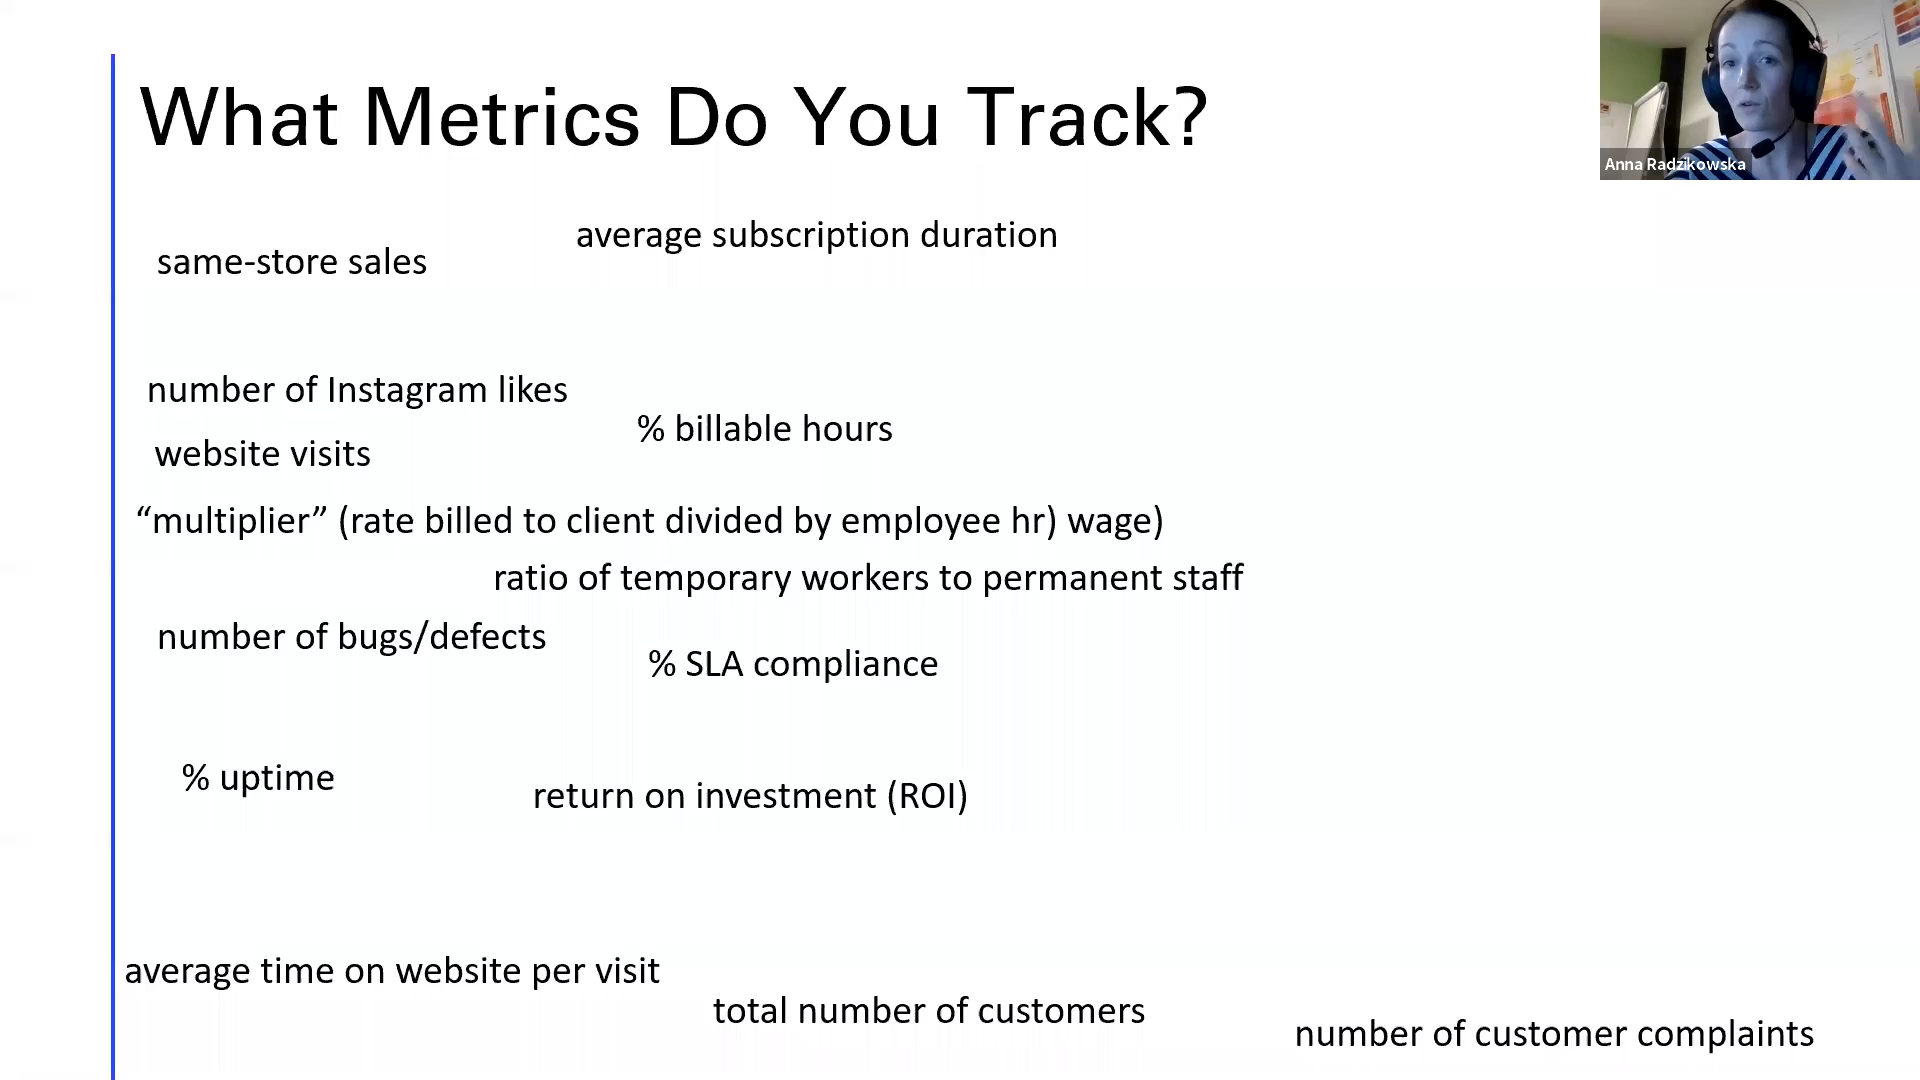 What Metrics Do You Track?
Anna Radzikowska
average subscription duration
same-store sales
number of Instagram likes
% billable hours
website visits
“multiplier” (rate billed to client divided by employee hr) wage)
ratio of temporary workers to permanent staff
number of bugs/defects
% SLA compliance
% uptime
return on investment (ROI)
average time on website per visit
total number of customers
number of customer complaints